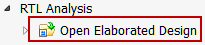 RTL Analysis
Open Elaborated Design